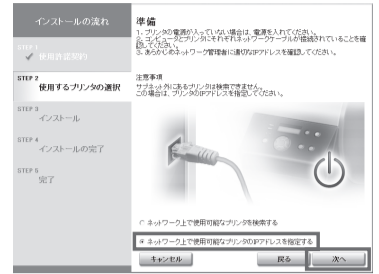 インストールの流れ
STEP 1
使用許諾契約
STEP 2
使用するプリンタの選択
STEP 3
インストール
STEP 4
インストールの完了
STEP 5
完了
準備
1. プリンタの電源が入っていない場合は、電源を入れてください。
2. コンピュータとプリンタにそれぞれネットワークケーブルが接続されていることを確
認してください。
3. あらかじめネットワーク管理者に適切なIPアドレスを確認してください。
注意事項
サブネット外にあるプリンタは検索できません。
この場合は、プリンタのIPアドレスを指定してください。
ネットワーク上で使用可能なプリンタを検索する
ネットワーク上で使用可能なプリンタのIPアドレスを指定する
キャンセル
戻る
次へ